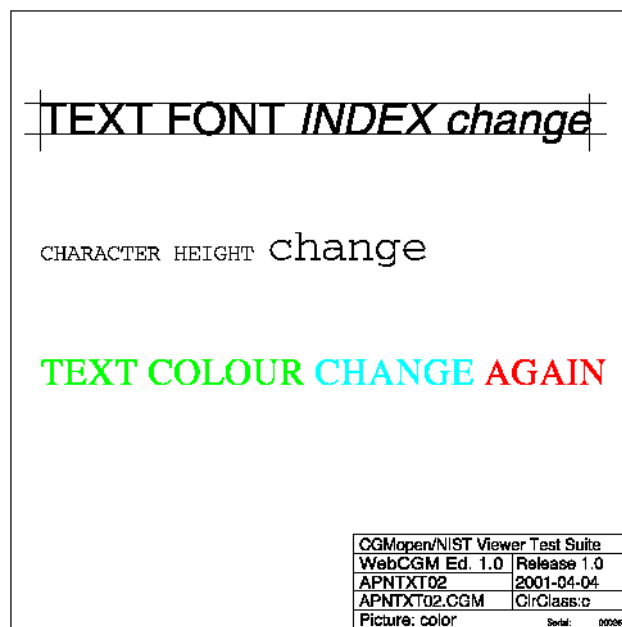 TEXT FONT INDEX change
CHARACTER HEIGHT change
TEXT COLOUR CHANGE AGAIN
CGMopen/NIST Viewer Test Suite
WebCGM Ed. 1.0 Release 1.0
APNTXT02 2001-04-04
APNTXT02.CGM ClrClass:c
Picture: color Serial: